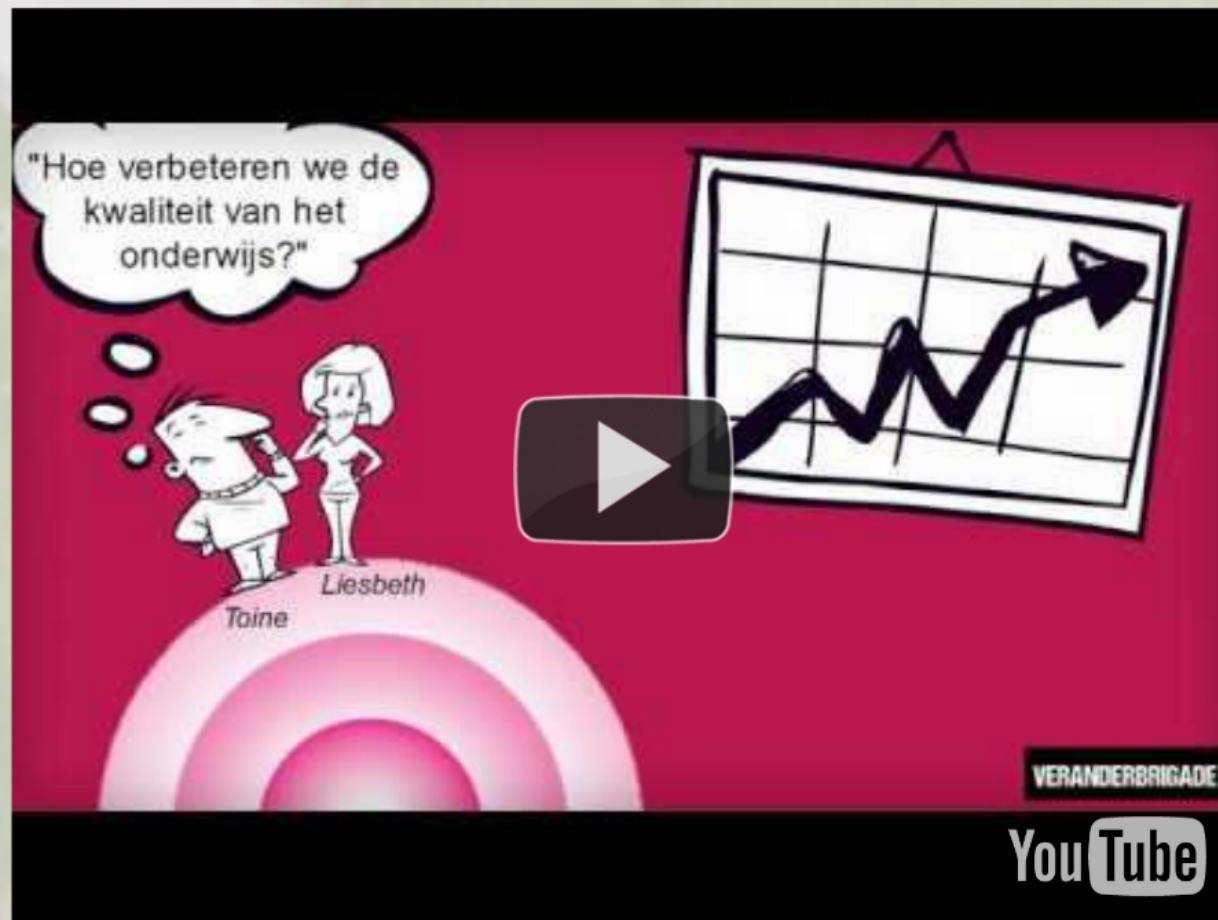 "Hoe verbeteren we de
kwaliteit van het
onderwijs?"
Liesbeth
Toine
VERANDERBRIGADE
YouTube